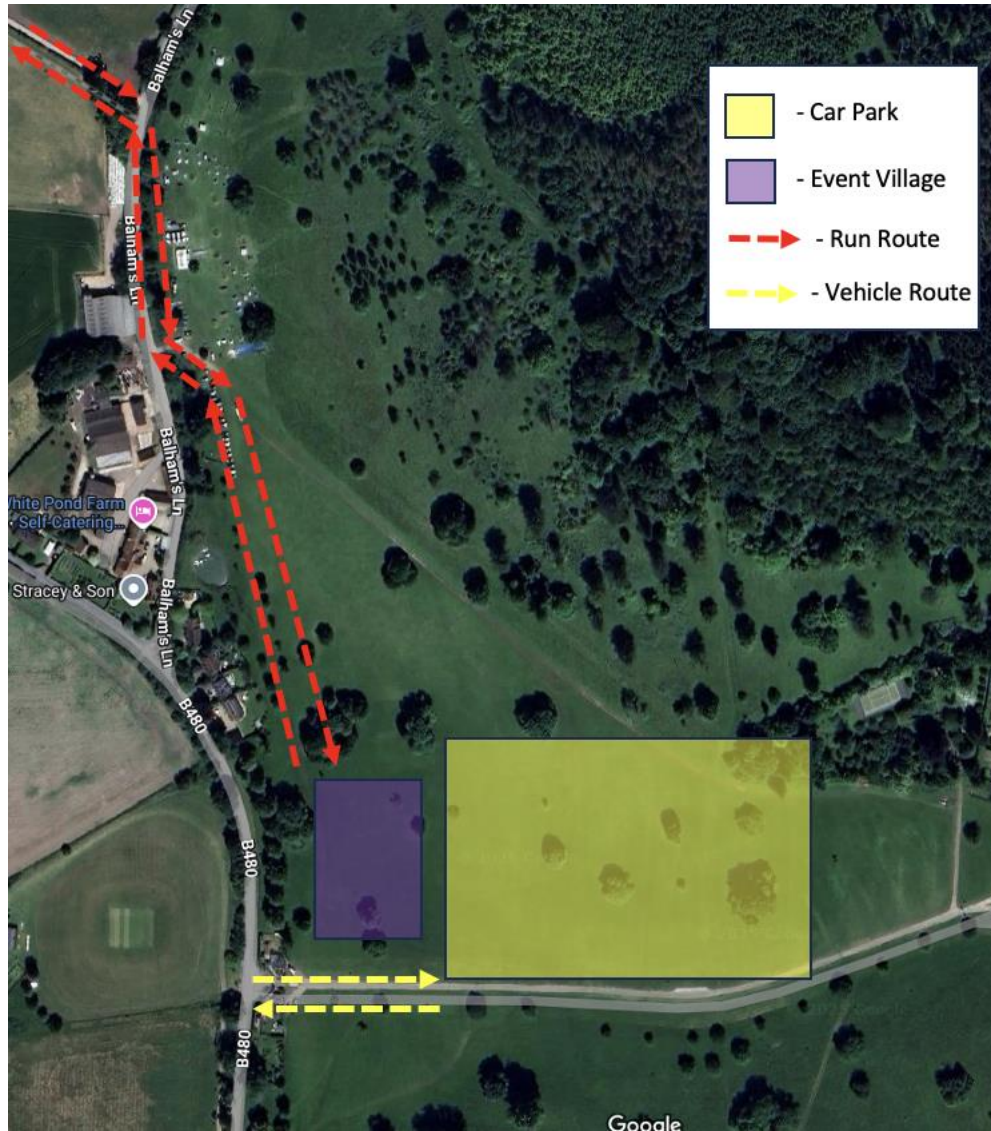 Balham's Ln
- Car Park
- Event Village
- Run Route
- Vehicle Route
Balham's Ln
Balham's Ln
White Pond Farm
Self-Catering...
Stracey & Son
Balham's Ln
B480
B480
B480
Google